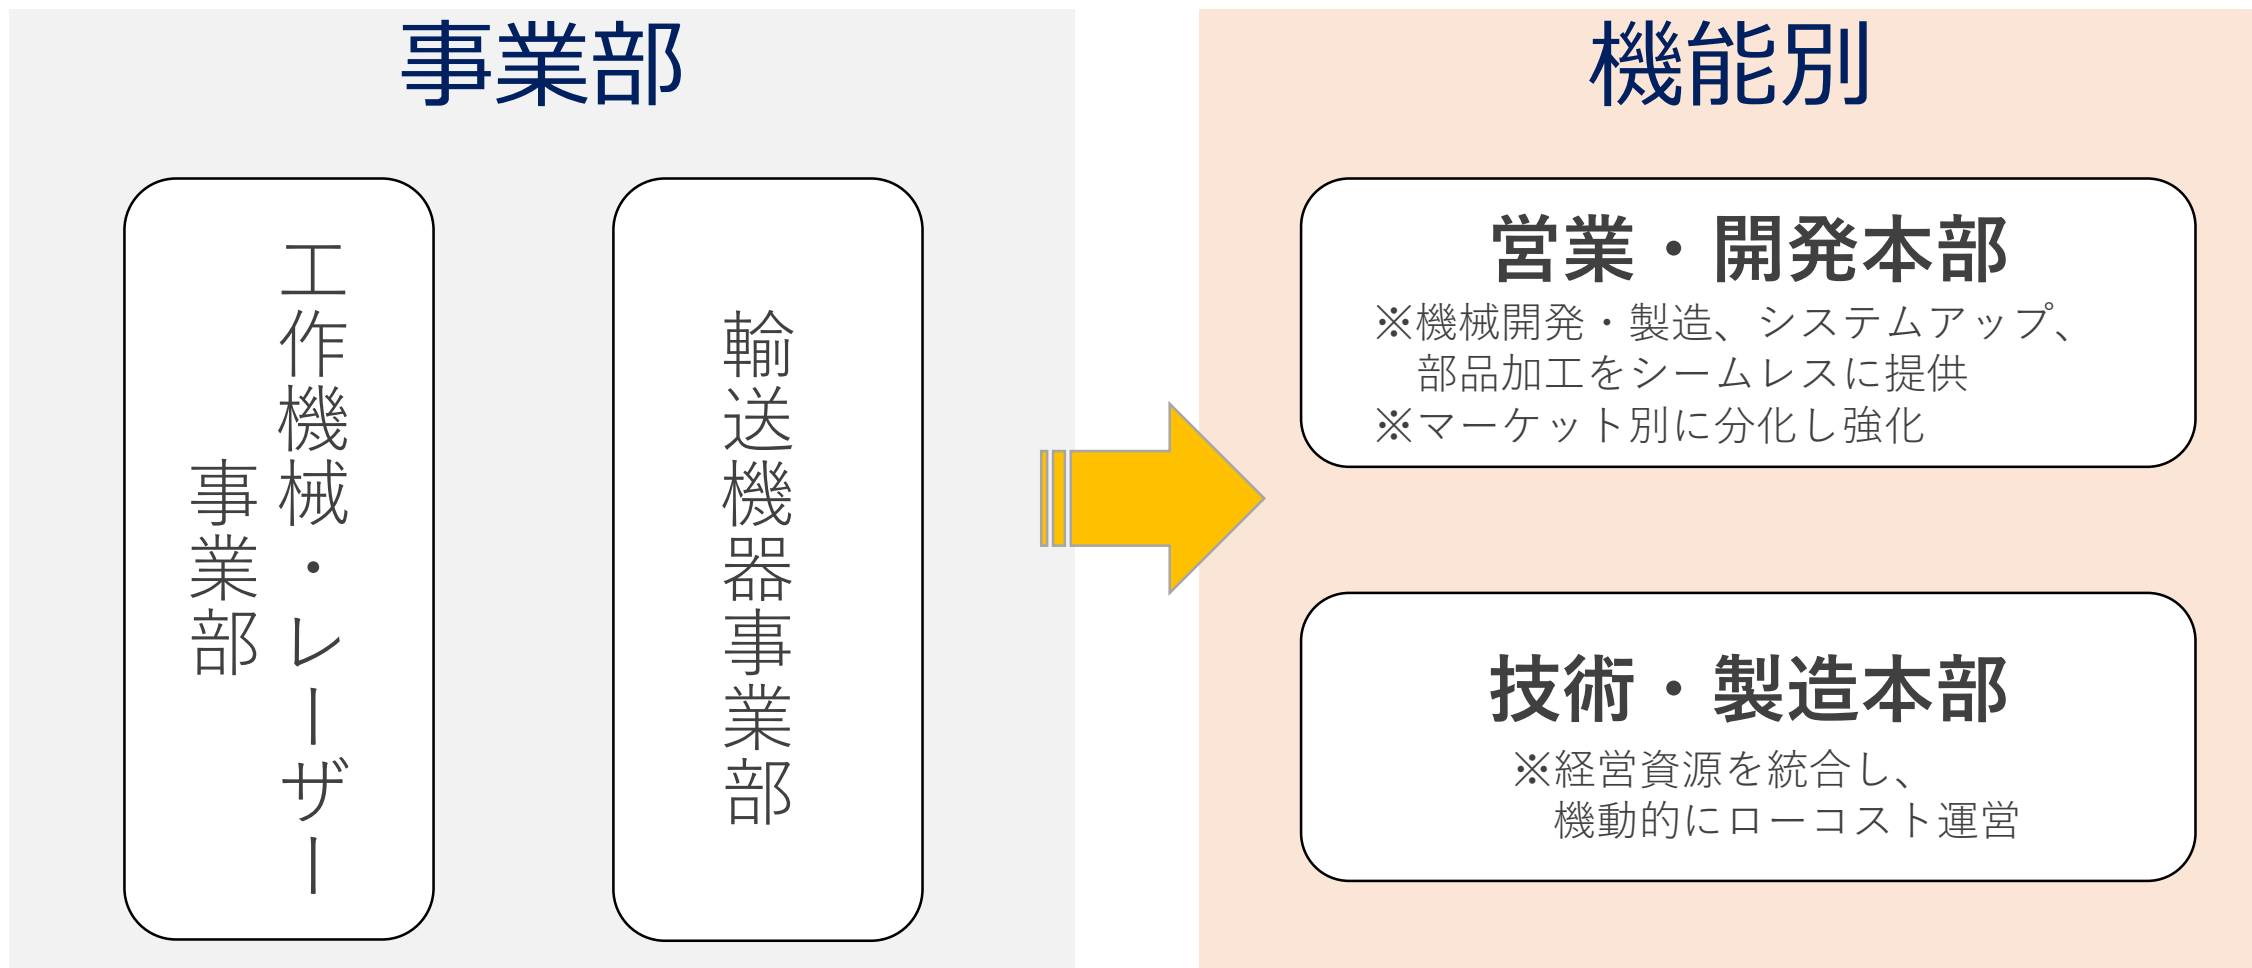 事業部
工作機械・レーザー
事業部
輸送機器事業部
機能別
営業・開発本部
※機械開発・製造、システムアップ、
部品加工をシームレスに提供
※マーケット別に分化し強化
技術・製造本部
※経営資源を統合し、
機動的にローコスト運営